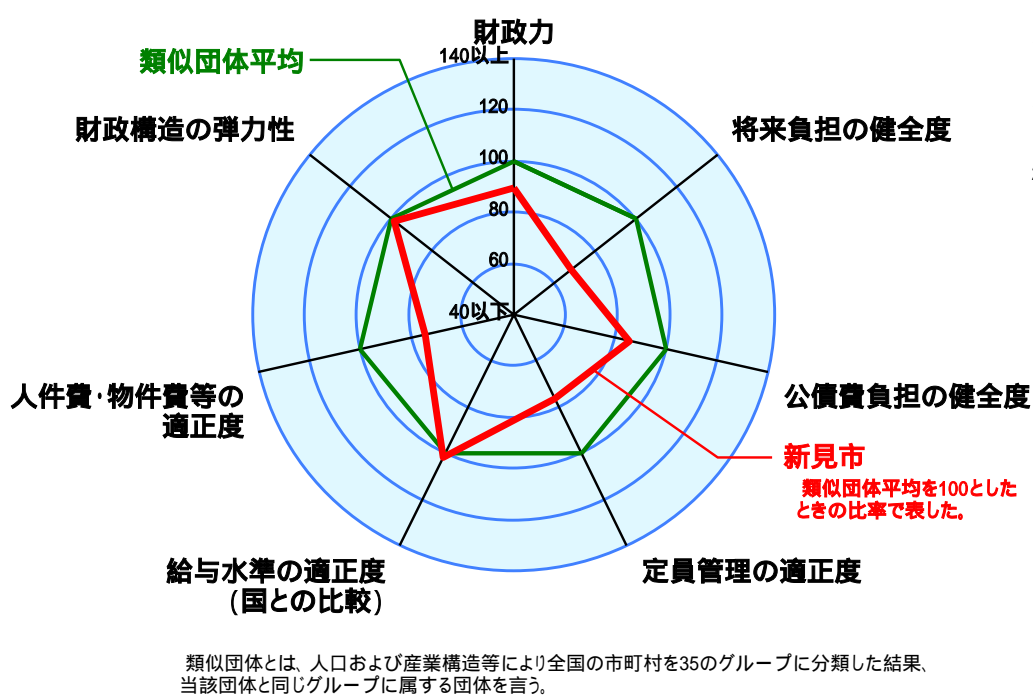 財政力
140以上
類似団体平均
120
財政構造の弾力性
将来負担の健全度
100
80
60
40以下
人件費・物件費等の
適正度
公債費負担の健全度
新見市
類似団体平均を100とした
ときの比率で表した。
給与水準の適正度
(国との比較)
定員管理の適正度
類似団体とは、人口および産業構造等により全国の市町村を35のグループに分類した結果、
当該団体と同じグループに属する団体を言う。